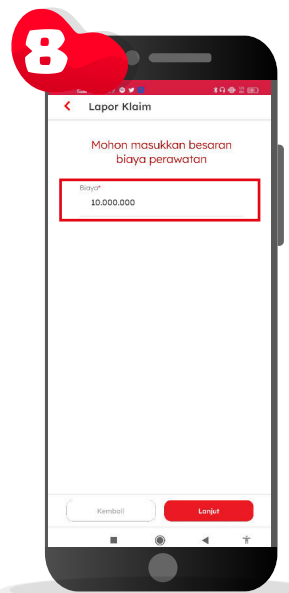 8
Lapor Klaim
Mohon masukkan besaran
biaya perawatan
Biaya*
10.000.000
Kembali
Lanjut